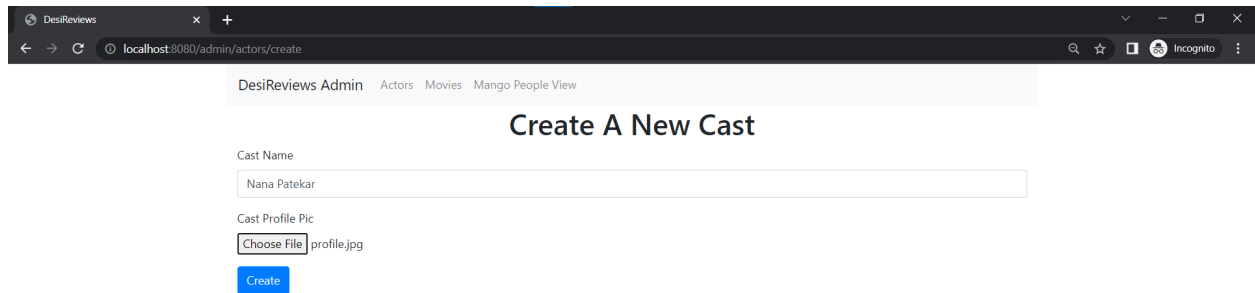 DesiReviews
localhost:8080/admin/actors/create
Incognito
DesiReviews Admin Actors Movies Mango People View
Create A New Cast
Cast Name
Nana Patekar
Cast Profile Pic
Choose File profile.jpg
Create